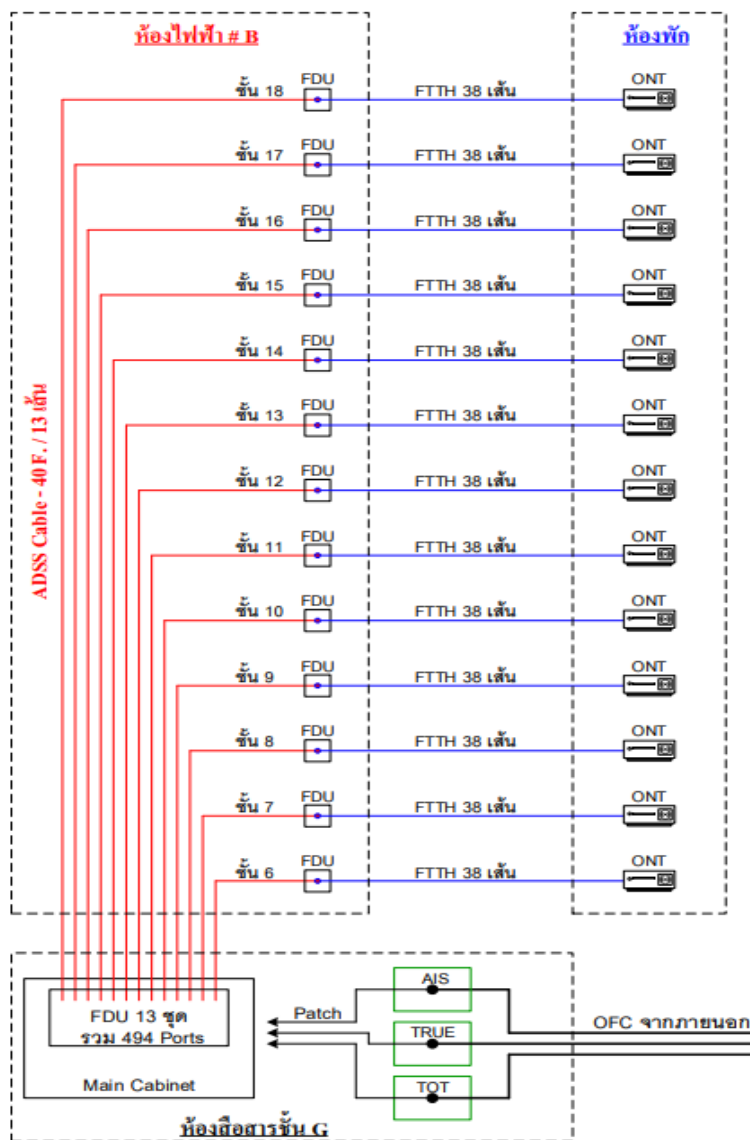 ห้องไฟฟ้า # B
ห้องพัก
ชั้น 18 FDU FTTH 38 เส้น ONT
ชั้น 17 FDU FTTH 38 เส้น ONT
ชั้น 16 FDU FTTH 38 เส้น ONT
ชั้น 15 FDU FTTH 38 เส้น ONT
ชั้น 14 FDU FTTH 38 เส้น ONT
ชั้น 13 FDU FTTH 38 เส้น ONT
ชั้น 12 FDU FTTH 38 เส้น ONT
ชั้น 11 FDU FTTH 38 เส้น ONT
ชั้น 10 FDU FTTH 38 เส้น ONT
ชั้น 9 FDU FTTH 38 เส้น ONT
ชั้น 8 FDU FTTH 38 เส้น ONT
ชั้น 7 FDU FTTH 38 เส้น ONT
ชั้น 6 FDU FTTH 38 เส้น ONT
ADSS Cable - 40 F. / 13 เส้น
FDU 13 ชุด
รวม 494 Ports
Main Cabinet
Patch
AIS
TRUE
TOT
OFC จากภายนอก
ห้องสื่อสารชั้น G